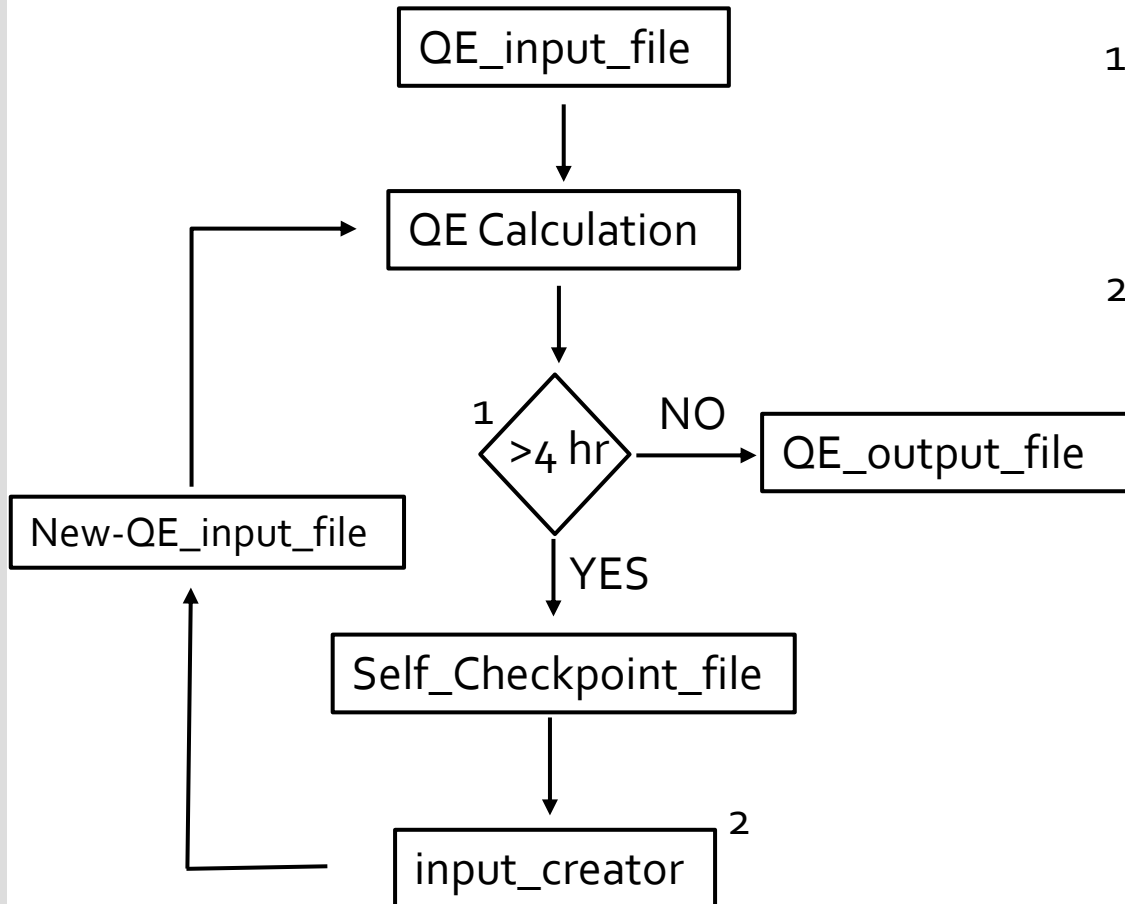 QE_input_file
1
QE Calculation
2
1
>4 hr
NO
QE_output_file
New-QE_input_file
YES
Self_Checkpoint_file
2
input_creator